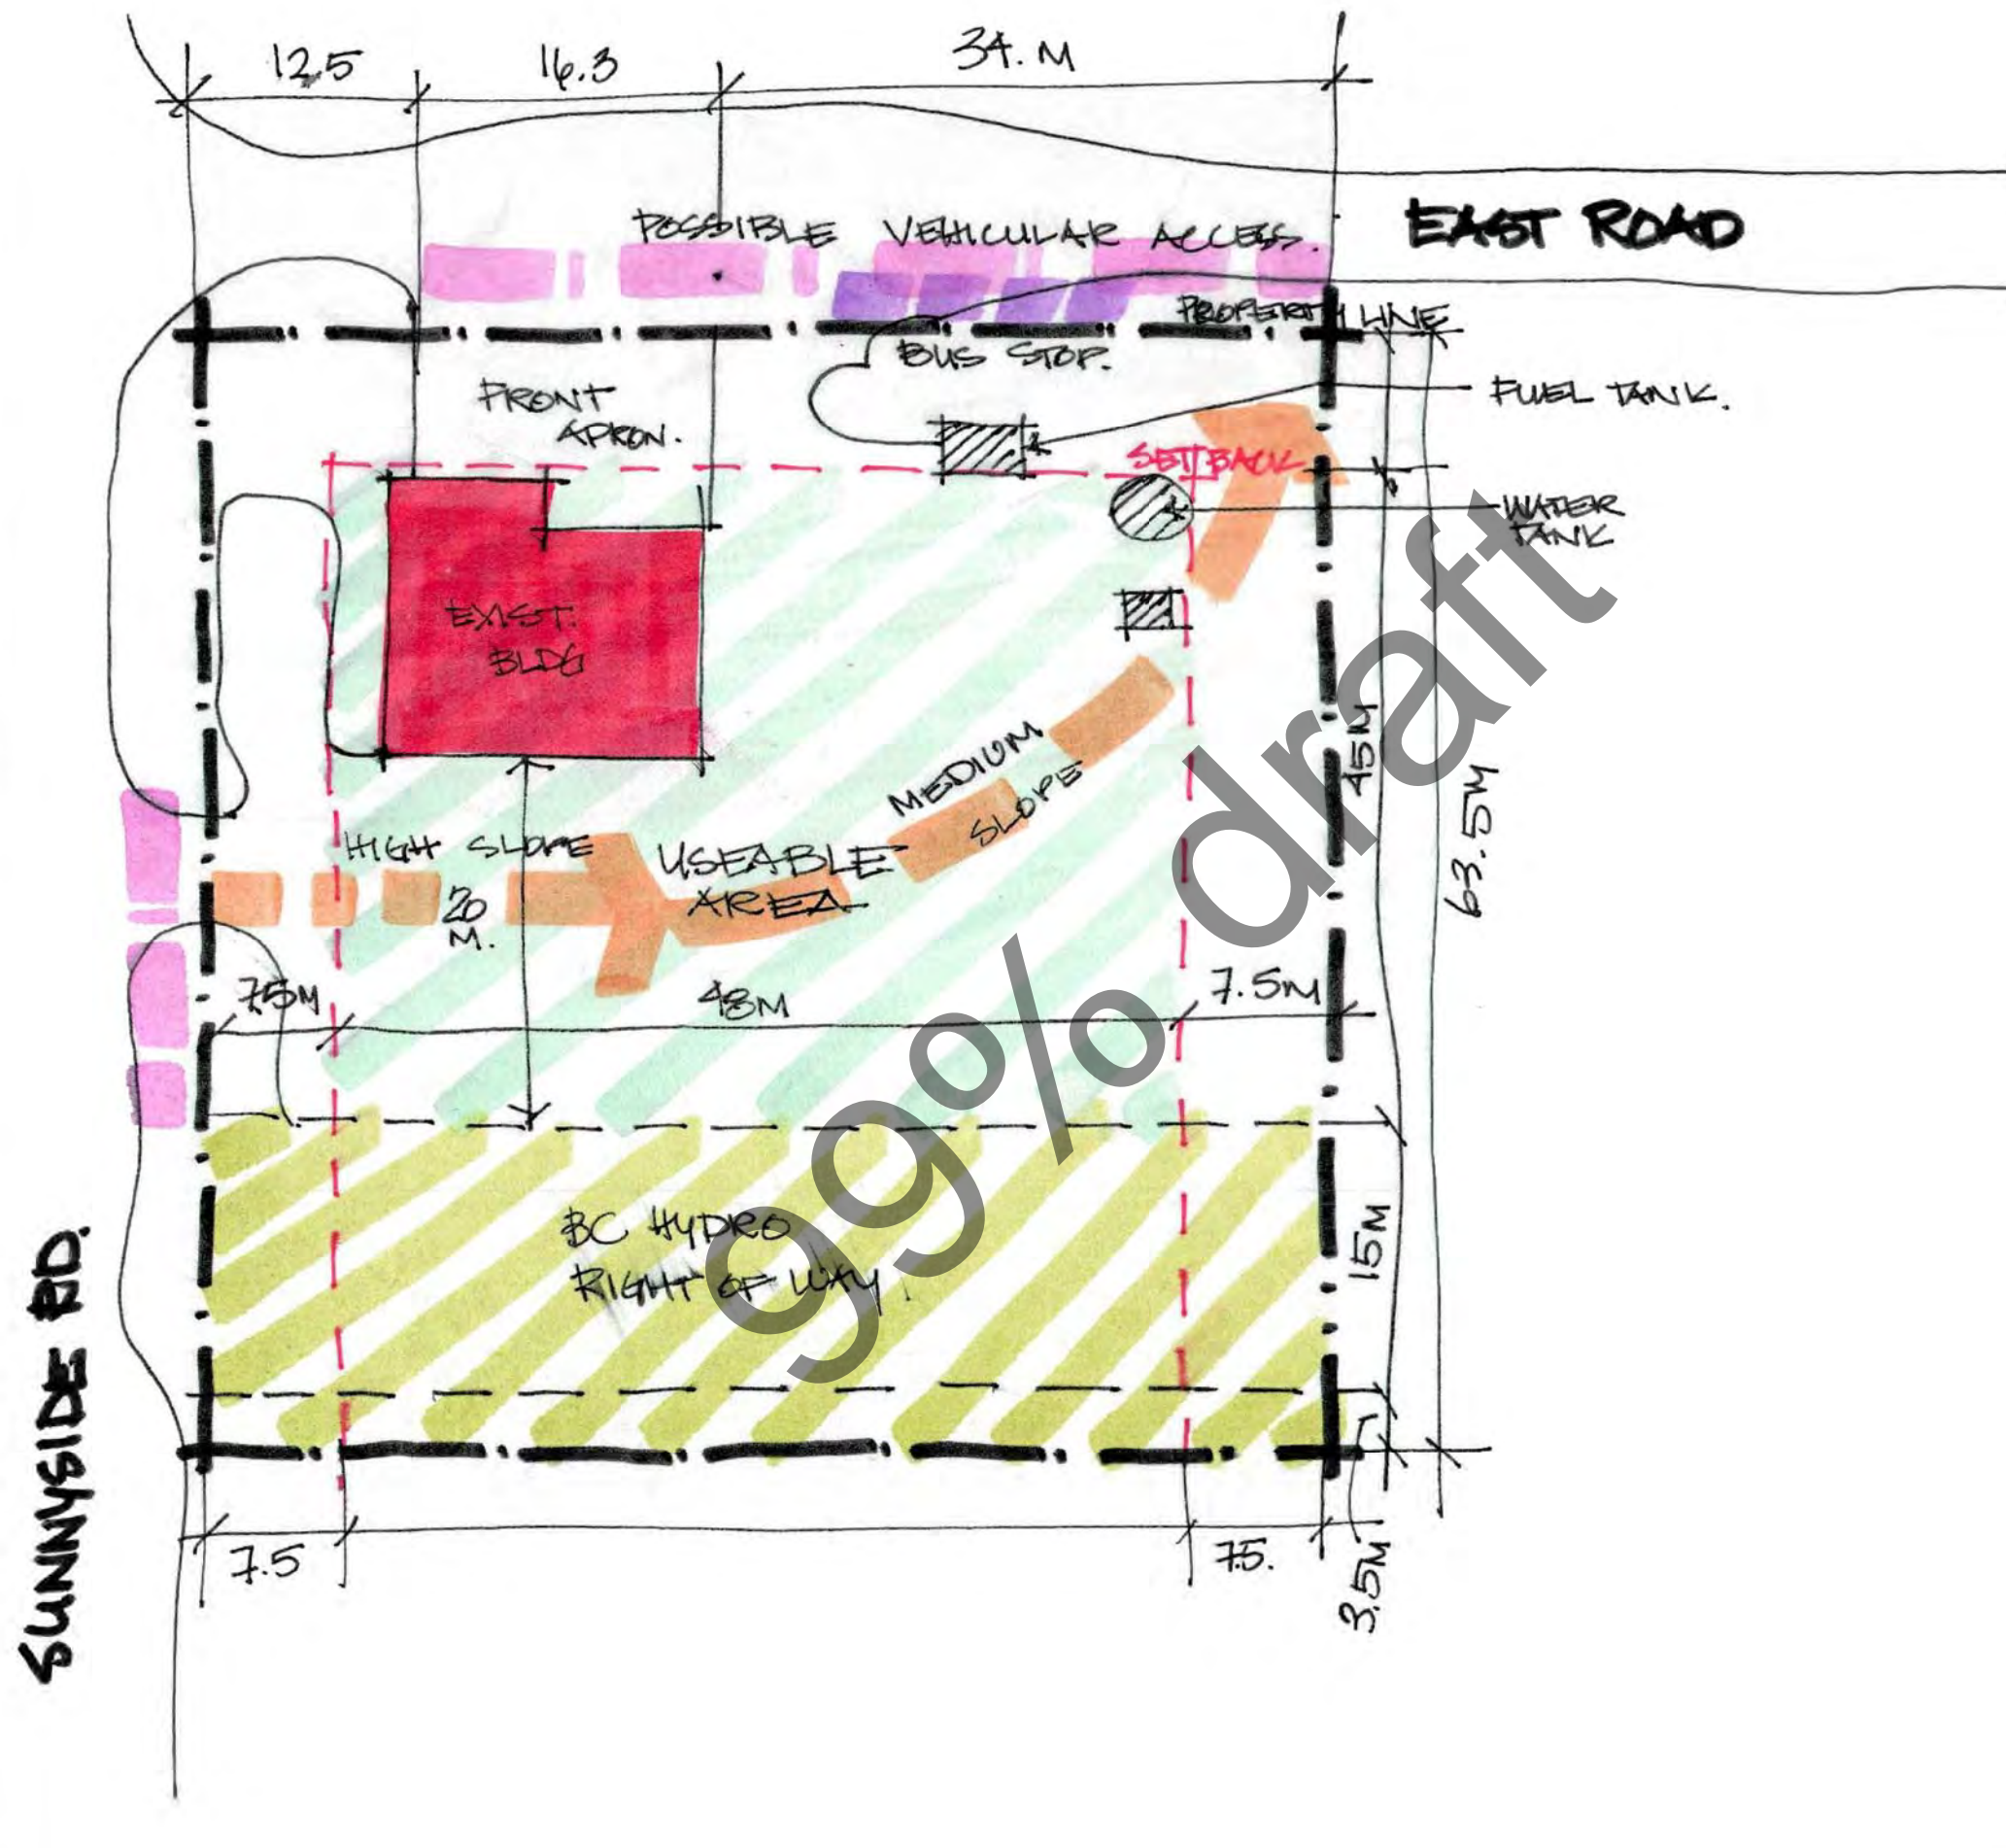 12.5
16.3
34. M
POSSIBLE VEHICULAR ACCESS.
EAST ROAD
PROPERTY LINE
BUS STOP.
FRONT
APRON.
FUEL TANK.
SETBACK
WATER
TANK
EXIST.
BLDG
MEDIUM
SLOPE
45M
63.5M
HIGH SLOPE
USEABLE
AREA
20
M.
7.5M
48M
7.5M
BC HYDRO
RIGHT OF WAY.
15M
SUNNYSIDE RD.
7.5
7.5.
3.5M
99% draft